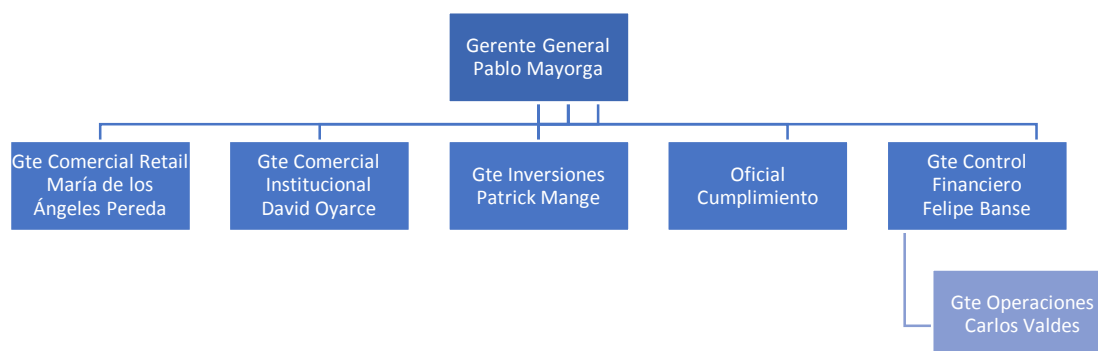 Gerente General
Pablo Mayorga
Gte Comercial Retail
María de los
Ángeles Pereda
Gte Comercial
Institucional
David Oyarce
Gte Inversiones
Patrick Mange
Oficial
Cumplimiento
Gte Control
Financiero
Felipe Banse
Gte Operaciones
Carlos Valdes